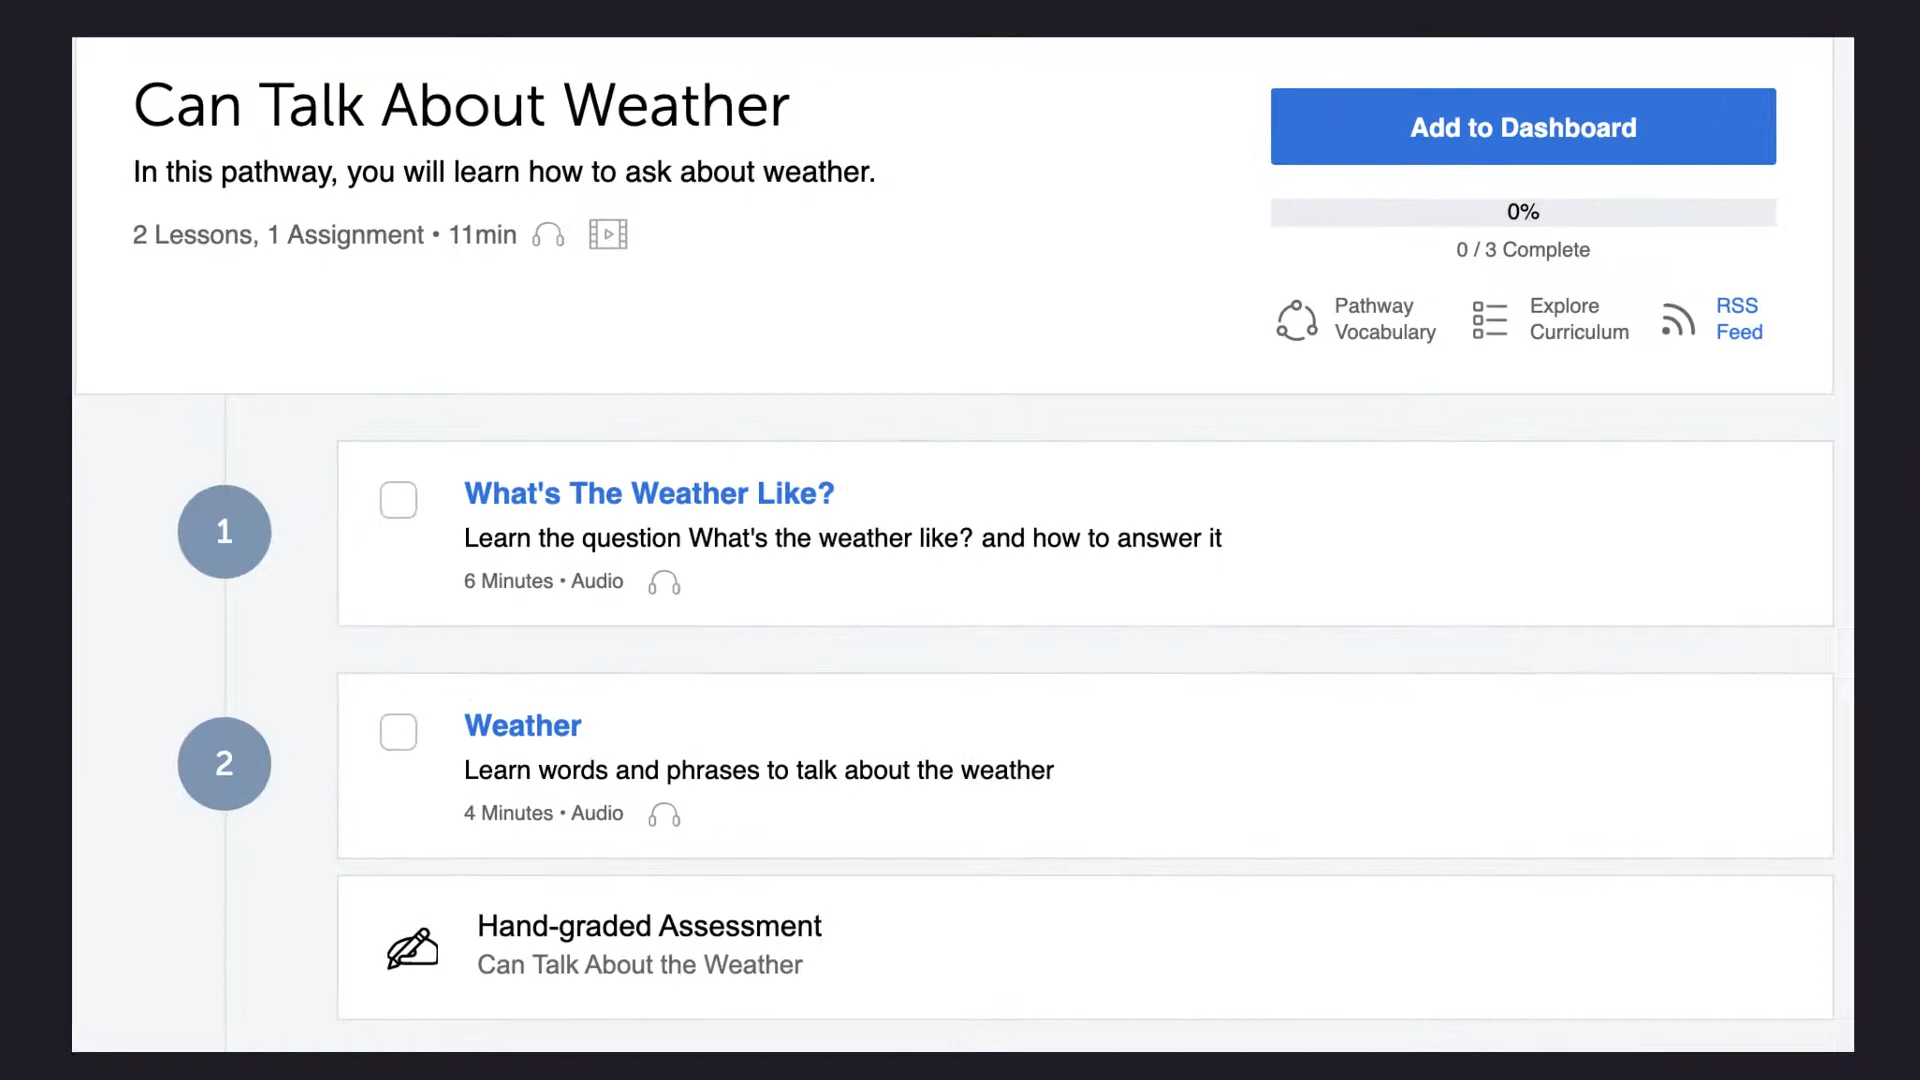 Can Talk About Weather
In this pathway, you will learn how to ask about weather.
2 Lessons, 1 Assignment • 11min
Add to Dashboard
0%
0 / 3 Complete
Pathway
Vocabulary
Explore
Curriculum
RSS
Feed
1
What's The Weather Like?
Learn the question What's the weather like? and how to answer it
6 Minutes • Audio
2
Weather
Learn words and phrases to talk about the weather
4 Minutes • Audio
Hand-graded Assessment
Can Talk About the Weather